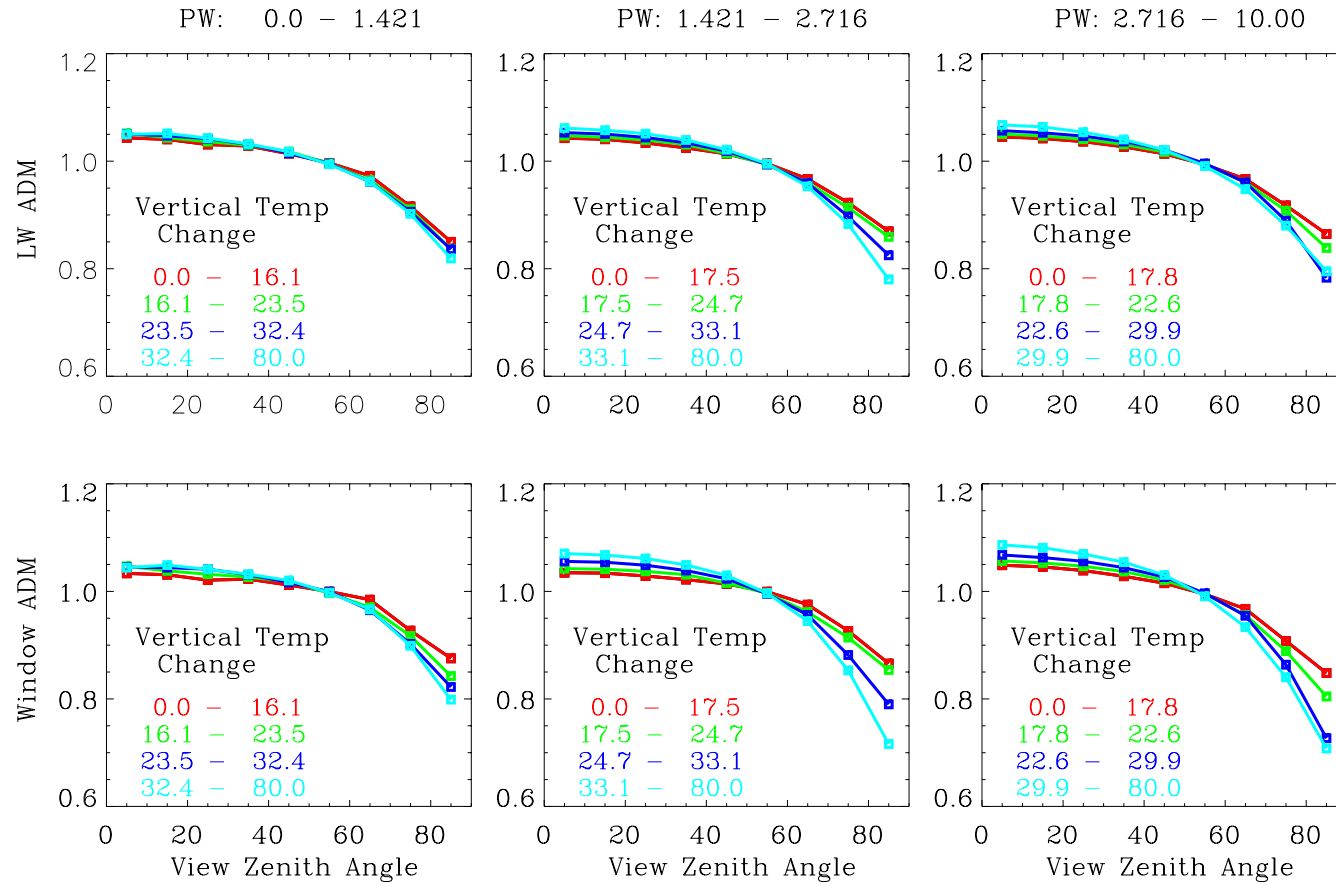 PW: 0.0 – 1.421
PW: 1.421 – 2.716
PW: 2.716 – 10.00
LW ADM
1.2
1.0
0.8
0.6
Vertical Temp
Change
0.0 – 16.1
16.1 – 23.5
23.5 – 32.4
32.4 – 80.0
0 20 40 60 80
1.2
1.0
0.8
0.6
Vertical Temp
Change
0.0 – 17.5
17.5 – 24.7
24.7 – 33.1
33.1 – 80.0
0 20 40 60 80
1.2
1.0
0.8
0.6
Vertical Temp
Change
0.0 – 17.8
17.8 – 22.6
22.6 – 29.9
29.9 – 80.0
0 20 40 60 80
Window ADM
1.2
1.0
0.8
0.6
Vertical Temp
Change
0.0 – 16.1
16.1 – 23.5
23.5 – 32.4
32.4 – 80.0
0 20 40 60 80
View Zenith Angle
1.2
1.0
0.8
0.6
Vertical Temp
Change
0.0 – 17.5
17.5 – 24.7
24.7 – 33.1
33.1 – 80.0
0 20 40 60 80
View Zenith Angle
1.2
1.0
0.8
0.6
Vertical Temp
Change
0.0 – 17.8
17.8 – 22.6
22.6 – 29.9
29.9 – 80.0
0 20 40 60 80
View Zenith Angle